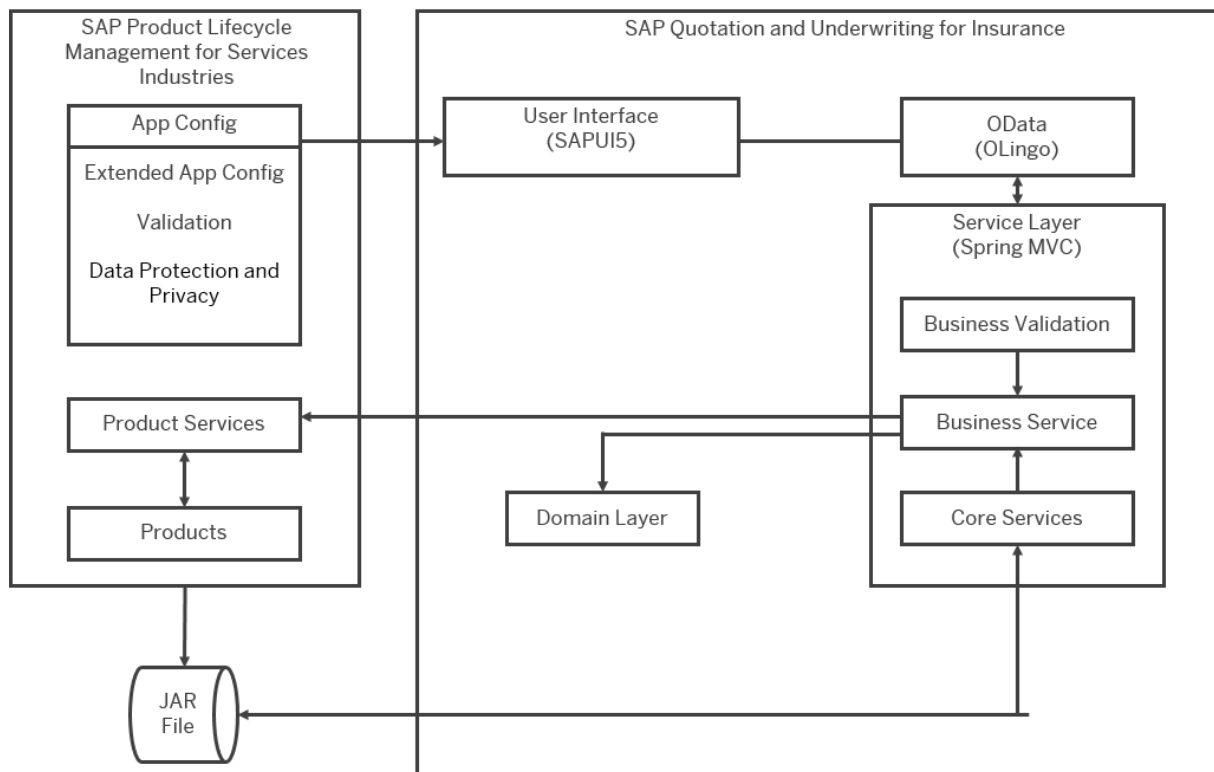 SAP Product Lifecycle
Management for Services
Industries
App Config
Extended App Config
Validation
Data Protection and
Privacy
Product Services
Products
JAR
File
SAP Quotation and Underwriting for Insurance
User Interface
(SAPUI5)
OData
(OLingo)
Service Layer
(Spring MVC)
Business Validation
Business Service
Core Services
Domain Layer